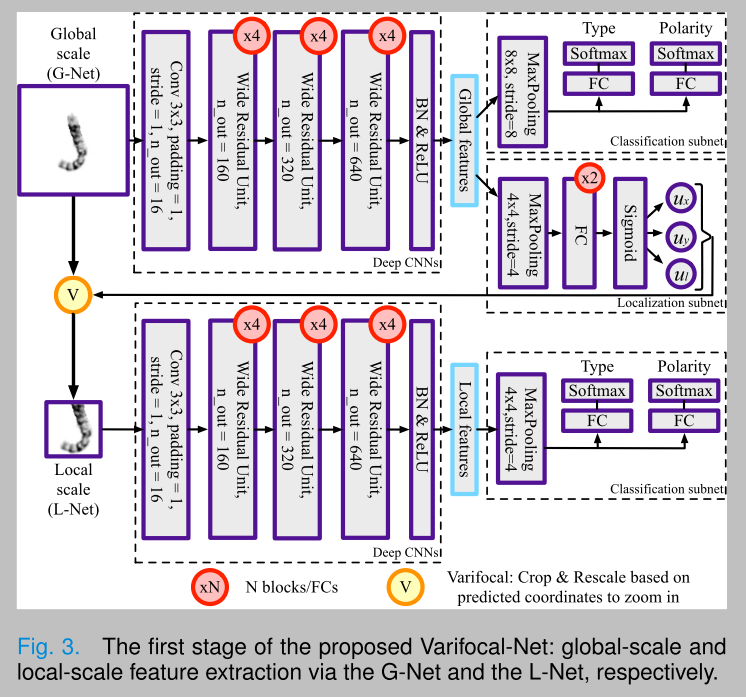 Global
scale
(G-Net)
Conv 3x3, padding = 1,
stride = 1, n_out = 16
x4
Wide Residual Unit,
n_out = 160
x4
Wide Residual Unit,
n_out = 320
x4
Wide Residual Unit,
n_out = 640
BN & ReLU
Deep CNNs
Global features
MaxPooling
8x8, stride=8
Type
Softmax
FC
Polarity
Softmax
FC
Classification subnet
MaxPooling
4x4,stride=4
x2
FC
Sigmoid
ux
uy
ul
Localization subnet
V
Local
scale
(L-Net)
Conv 3x3, padding = 1,
stride = 1, n_out = 16
x4
Wide Residual Unit,
n_out = 160
x4
Wide Residual Unit,
n_out = 320
x4
Wide Residual Unit,
n_out = 640
BN & ReLU
Deep CNNs
Local features
MaxPooling
4x4,stride=4
Type
Softmax
FC
Polarity
Softmax
FC
Classification subnet
xN
N blocks/FCs
V
Varifocal: Crop & Rescale based on
predicted coordinates to zoom in
Fig. 3. The first stage of the proposed Varifocal-Net: global-scale and
local-scale feature extraction via the G-Net and the L-Net, respectively.